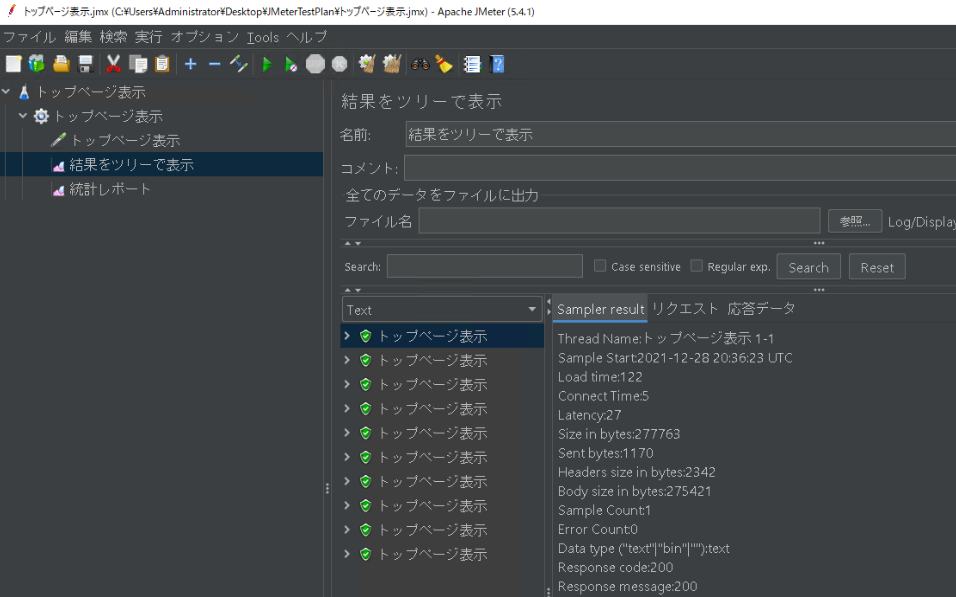 トップページ表示.jmx (C:¥Users¥Administrator¥Desktop¥JMeterTestPlan¥トップページ表示.jmx) - Apache JMeter (5.4.1)
ファイル 編集 検索 実行 オプション Tools ヘルプ
トップページ表示
トップページ表示
トップページ表示
結果をツリーで表示
統計レポート
結果をツリーで表示
名前: 結果をツリーで表示
コメント:
全てのデータをファイルに出力
ファイル名 参照... Log/Display
Search: Case sensitive Regular exp. Search Reset
Text
トップページ表示
トップページ表示
トップページ表示
トップページ表示
トップページ表示
トップページ表示
トップページ表示
トップページ表示
トップページ表示
トップページ表示
Sampler result リクエスト 応答データ
Thread Name:トップページ表示 1-1
Sample Start:2021-12-28 20:36:23 UTC
Load time:122
Connect Time:5
Latency:27
Size in bytes:277763
Sent bytes:1170
Headers size in bytes:2342
Body size in bytes:275421
Sample Count:1
Error Count:0
Data type ("text"|"bin"|""):text
Response code:200
Response message:200